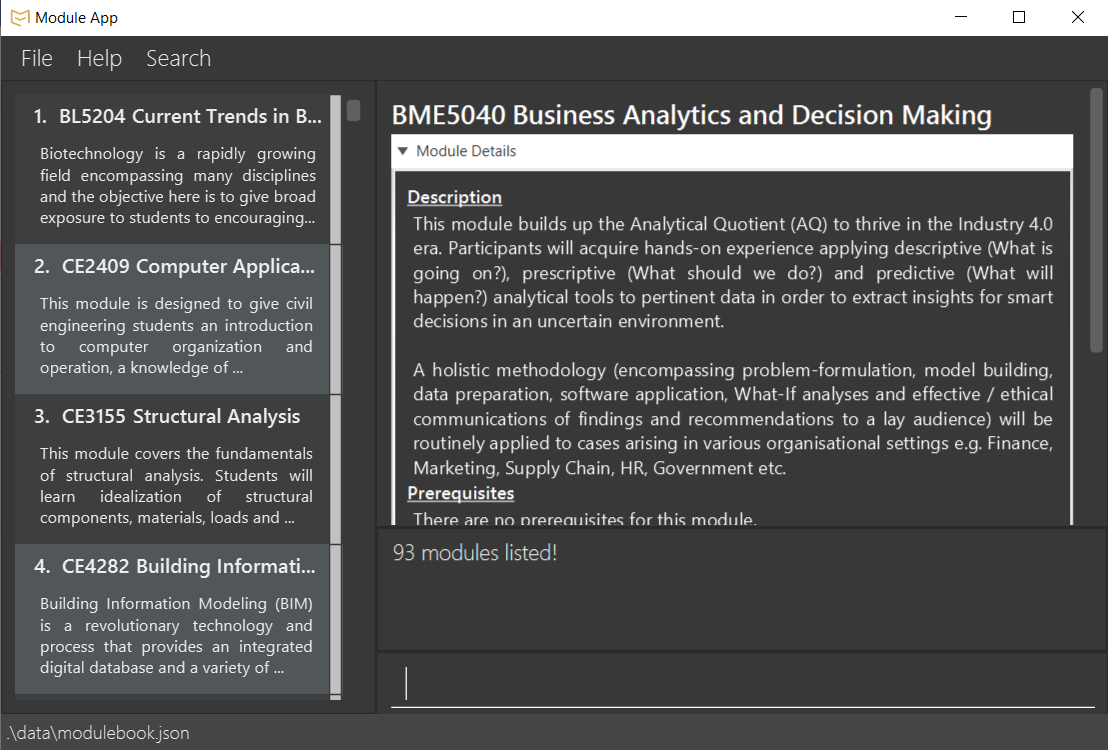 Module App
File Help Search
1. BL5204 Current Trends in B...
Biotechnology is a rapidly growing
field encompassing many disciplines
and the objective here is to give broad
exposure to students to encouraging...
2. CE2409 Computer Applica...
This module is designed to give civil
engineering students an introduction
to computer organization and
operation, a knowledge of ...
3. CE3155 Structural Analysis
This module covers the fundamentals
of structural analysis. Students will
learn idealization of structural
components, materials, loads and ...
4. CE4282 Building Informati...
Building Information Modeling (BIM)
is a revolutionary technology and
process that provides an integrated
digital database and a variety of ...
BME5040 Business Analytics and Decision Making
Module Details
Description
This module builds up the Analytical Quotient (AQ) to thrive in the Industry 4.0
era. Participants will acquire hands-on experience applying descriptive (What is
going on?), prescriptive (What should we do?) and predictive (What will
happen?) analytical tools to pertinent data in order to extract insights for smart
decisions in an uncertain environment.
A holistic methodology (encompassing problem-formulation, model building,
data preparation, software application, What-If analyses and effective / ethical
communications of findings and recommendations to a lay audience) will be
routinely applied to cases arising in various organisational settings e.g. Finance,
Marketing, Supply Chain, HR, Government etc.
Prerequisites
There are no prerequisites for this module.
93 modules listed!
.\data\modulebook.json